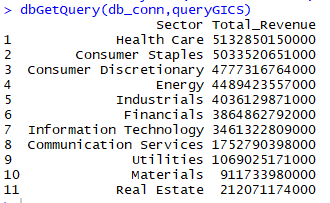 > dbGetQuery(db_conn,queryGICS)
Sector Total_Revenue
1 Health Care 5132850150000
2 Consumer Staples 5033520651000
3 Consumer Discretionary 4777316764000
4 Energy 4489423557000
5 Industrials 4036129871000
6 Financials 3864862792000
7 Information Technology 3461322809000
8 Communication Services 1752790398000
9 Utilities 1069025171000
10 Materials 911733980000
11 Real Estate 212071174000